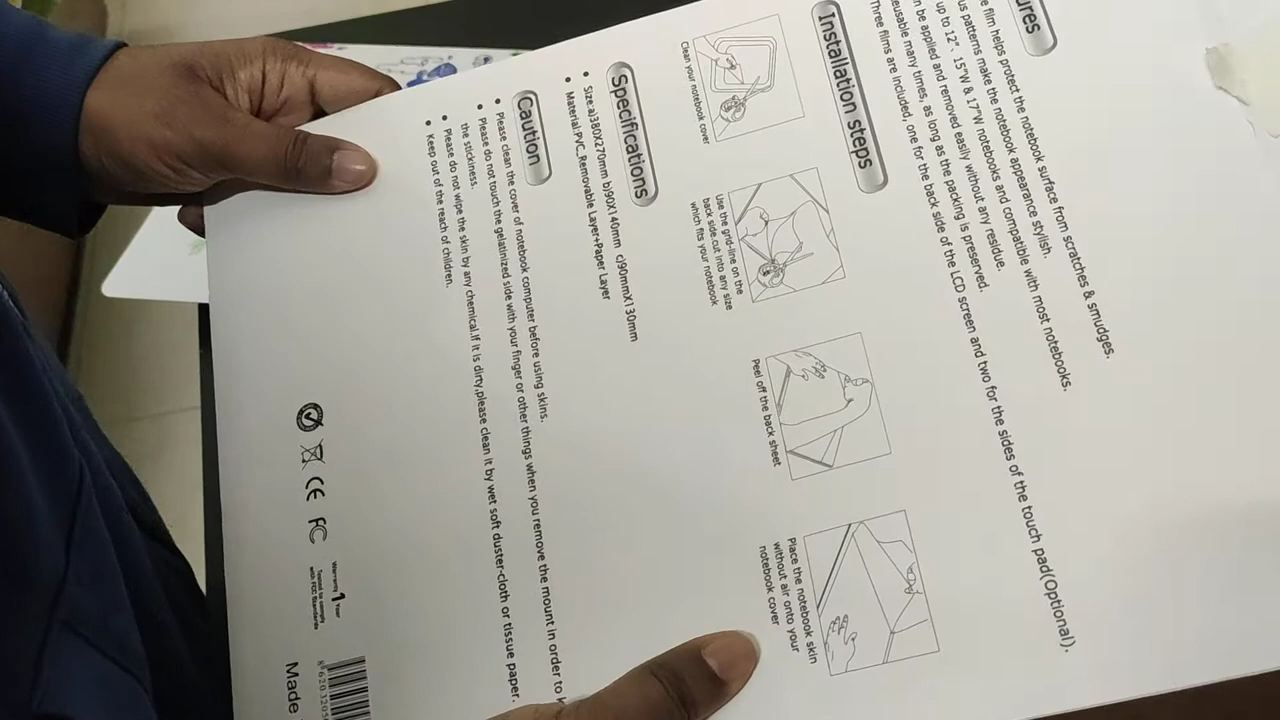 ures
e film helps protect the notebook surface from scratches & smudges.
us patterns make the notebook appearance stylish.
up to 12", 15"W & 17"W notebooks and compatible with most notebooks.
n be applied and removed easily without any residue.
eusable many times, as long as the packing is preserved.
Three films are included, one for the back side of the LCD screen and two for the sides of the touch pad(Optional).
Installation steps
Clean your notebook cover
Use the grid-line on the
back side.cut into any size
which fits your notebook
Peel off the back sheet
Place the notebook skin
without air onto your
notebook cover
Specifications
• Size:a)380X270mm b)90X140mm c)90mmX130mm
• Material:PVC_Removable Layer+Paper Layer
Caution
• Please clean the cover of notebook computer before using skins.
• Please do not touch the gelatinized side with your finger or other things when you remove the mount in order to
the stickiness.
• Please do not wipe the skin by any chemical.If it is dirty,please clean it by wet soft duster-cloth or tissue paper.
• Keep out of the reach of children.
CE
FC
Warranty 1 Year
Tested to comply
with FCC Standards
8 620320
Made